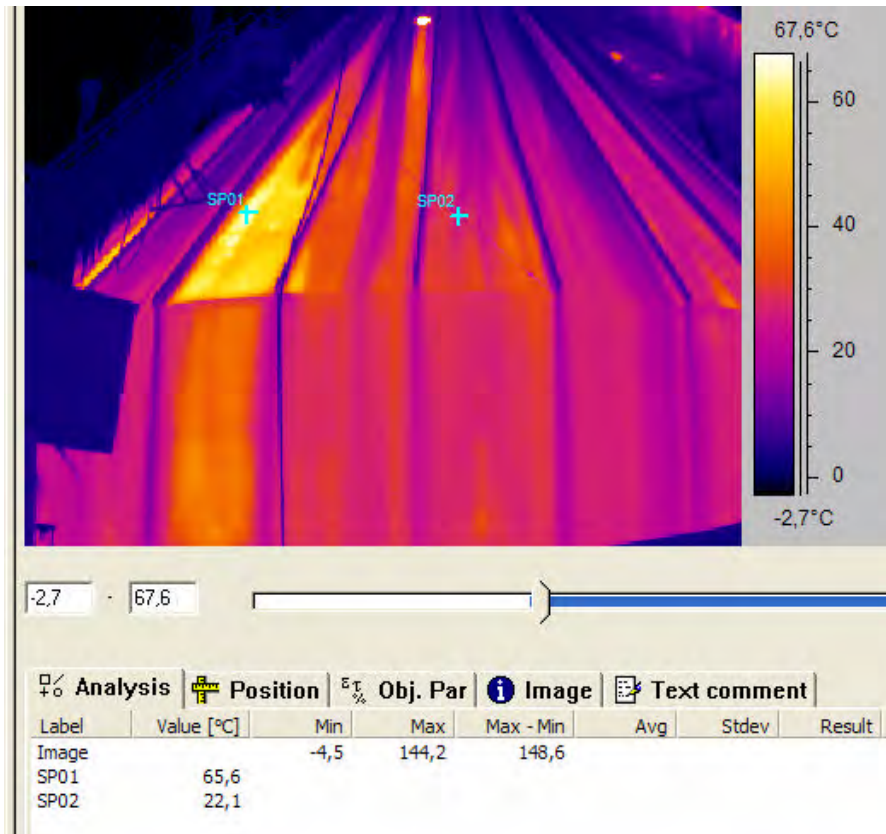 67,6°C
60
SP01
SP02
40
20
0
-2,7°C
-2,7 - 67,6
Analysis Position ετ% Obj. Par Image Text comment
Label Value [°C] Min Max Max - Min Avg Stdev Result
Image -4,5 144,2 148,6
SP01 65,6
SP02 22,1